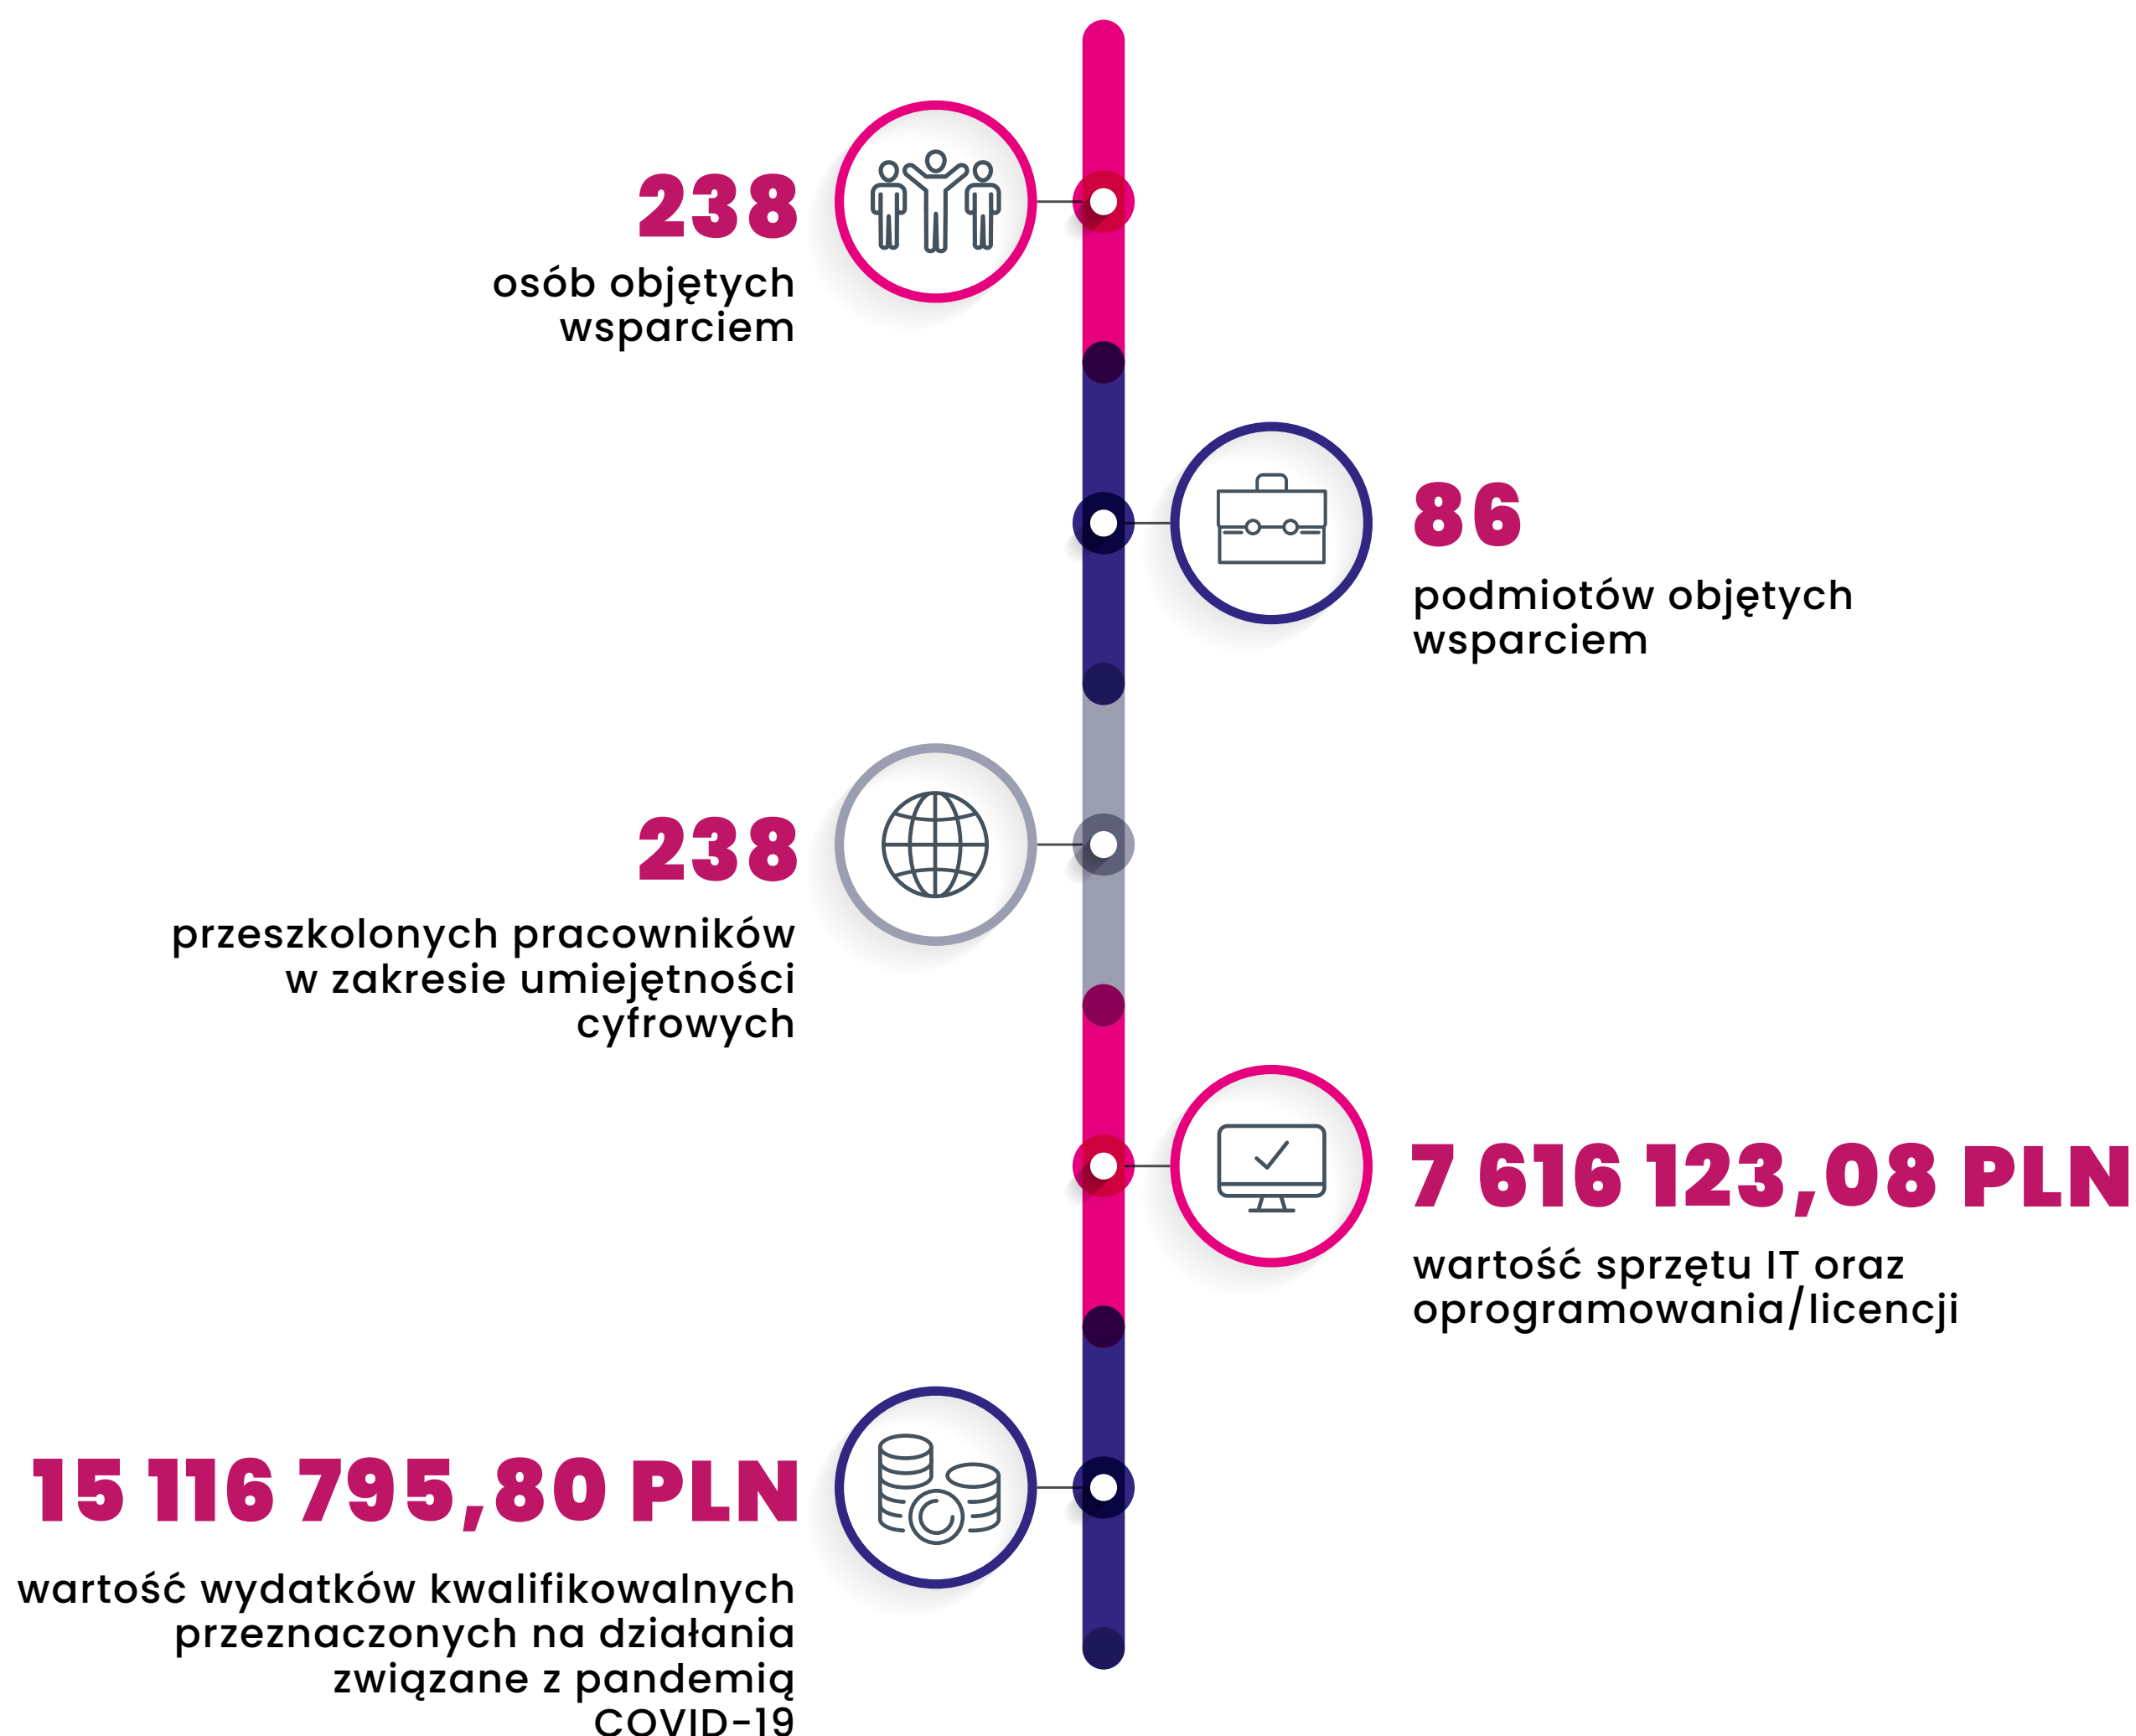 238
osób objętych
wsparciem
86
podmiotów objętych
wsparciem
238
przeszkolonych pracowników
w zakresie umiejętności
cyfrowych
7 616 123,08 PLN
wartość sprzętu IT oraz
oprogramowania/licencji
15 116 795,80 PLN
wartość wydatków kwalifikowalnych
przeznaczonych na działania
związane z pandemią
COVID-19